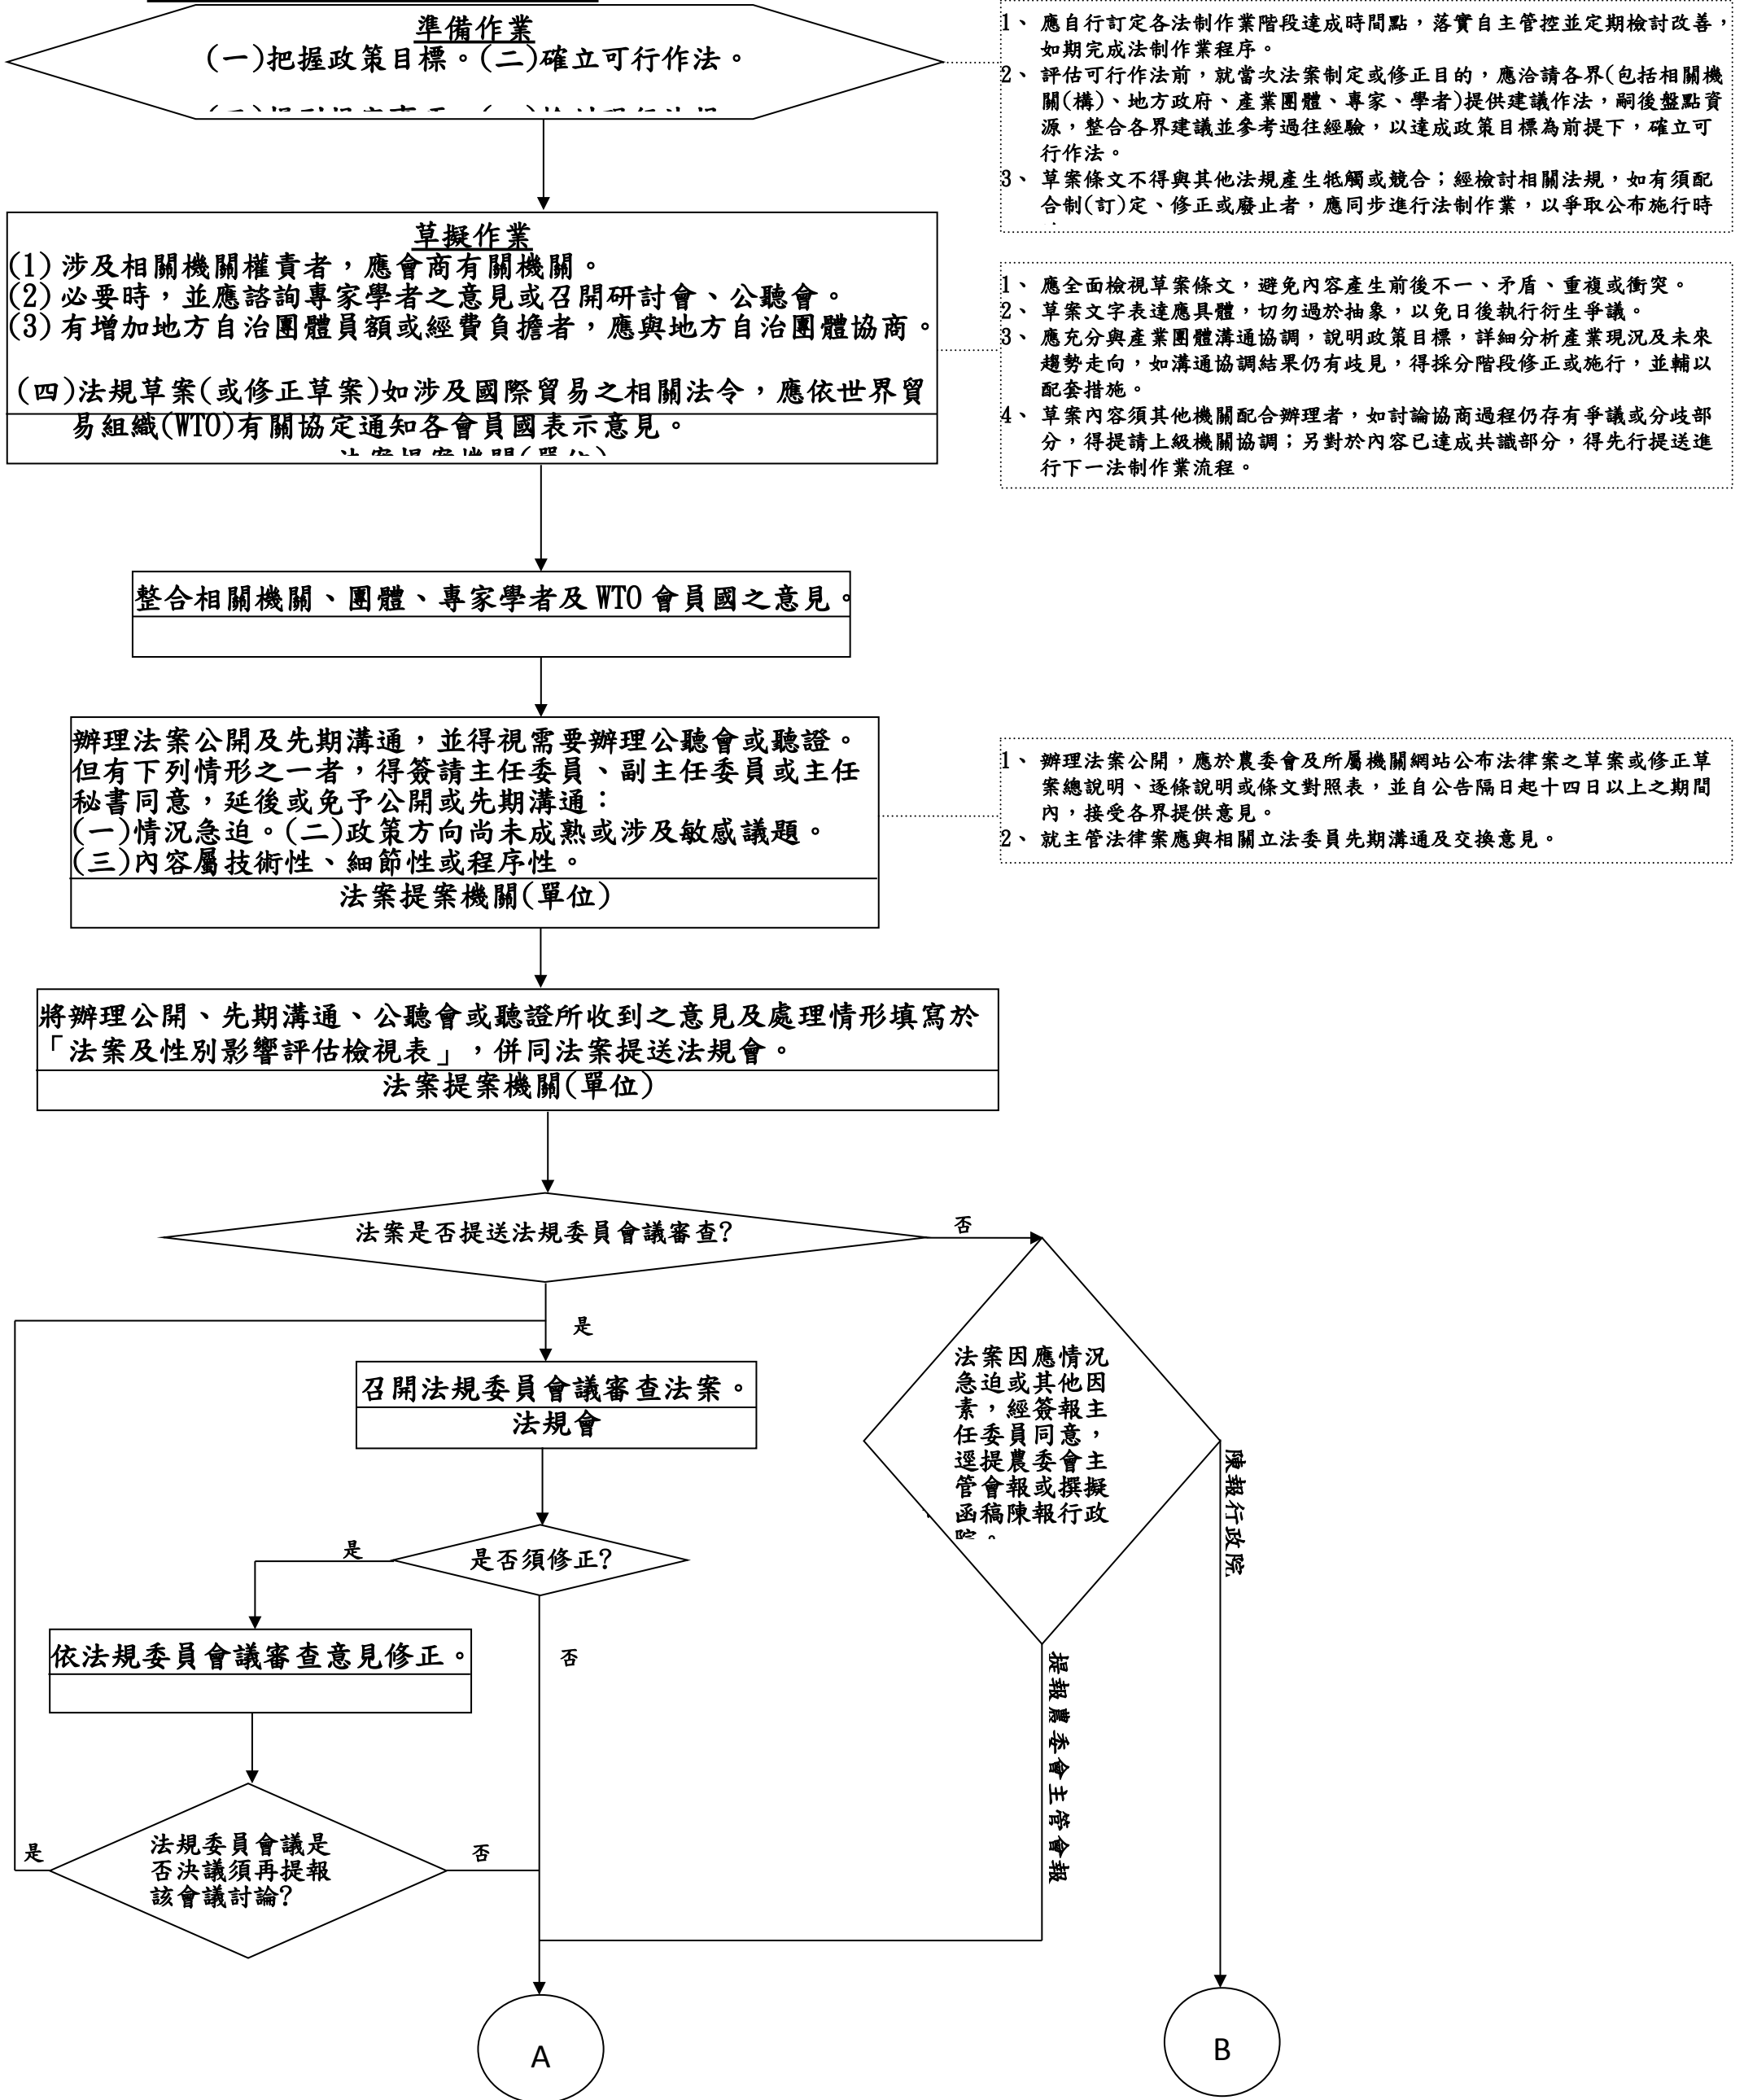 準備作業
(一)把握政策目標。(二)確立可行作法。
1、 應自行訂定各法制作業階段達成時間點，落實自主管控並定期檢討改善，
如期完成法制作業程序。
2、 評估可行作法前，就當次法案制定或修正目的，應洽請各界(包括相關機
關(構)、地方政府、產業團體、專家、學者)提供建議作法，嗣後盤點資
源，整合各界建議並參考過往經驗，以達成政策目標為前提下，確立可
行作法。
3、 草案條文不得與其他法規產生牴觸或競合；經檢討相關法規，如有須配
合制(訂)定、修正或廢止者，應同步進行法制作業，以爭取公布施行時
草擬作業
(1) 涉及相關機關權責者，應會商有關機關。
(2) 必要時，並應諮詢專家學者之意見或召開研討會、公聽會。
(3) 有增加地方自治團體員額或經費負擔者，應與地方自治團體協商。
(四)法規草案(或修正草案)如涉及國際貿易之相關法令，應依世界貿
易組織(WTO)有關協定通知各會員國表示意見。
法案提案機關(單位)
1、 應全面檢視草案條文，避免內容產生前後不一、矛盾、重複或衝突。
2、 草案文字表達應具體，切勿過於抽象，以免日後執行衍生爭議。
3、 應充分與產業團體溝通協調，說明政策目標，詳細分析產業現況及未來
趨勢走向，如溝通協調結果仍有歧見，得採分階段修正或施行，並輔以
配套措施。
4、 草案內容須其他機關配合辦理者，如討論協商過程仍存有爭議或分歧部
分，得提請上級機關協調；另對於內容已達成共識部分，得先行提送進
行下一法制作業流程。
整合相關機關、團體、專家學者及 WTO 會員國之意見。
辦理法案公開及先期溝通，並得視需要辦理公聽會或聽證。
但有下列情形之一者，得簽請主任委員、副主任委員或主任
秘書同意，延後或免予公開或先期溝通：
(一)情況急迫。(二)政策方向尚未成熟或涉及敏感議題。
(三)內容屬技術性、細節性或程序性。
法案提案機關(單位)
1、 辦理法案公開，應於農委會及所屬機關網站公布法律案之草案或修正草
案總說明、逐條說明或條文對照表，並自公告隔日起十四日以上之期間
內，接受各界提供意見。
2、 就主管法律案應與相關立法委員先期溝通及交換意見。
將辦理公開、先期溝通、公聽會或聽證所收到之意見及處理情形填寫於
「法案及性別影響評估檢視表」，併同法案提送法規會。
法案提案機關(單位)
法案是否提送法規委員會議審查?
否
是
召開法規委員會議審查法案。
法規會
法案因應情況
急迫或其他因
素，經簽報主
任委員同意，
逕提農委會主
管會報或撰擬
函稿陳報行政
院。
陳報行政院
是否須修正?
是
否
依法規委員會議審查意見修正。
提報農委會主管會報
法規委員會議是
否決議須再提報
該會議討論?
是
否
A
B